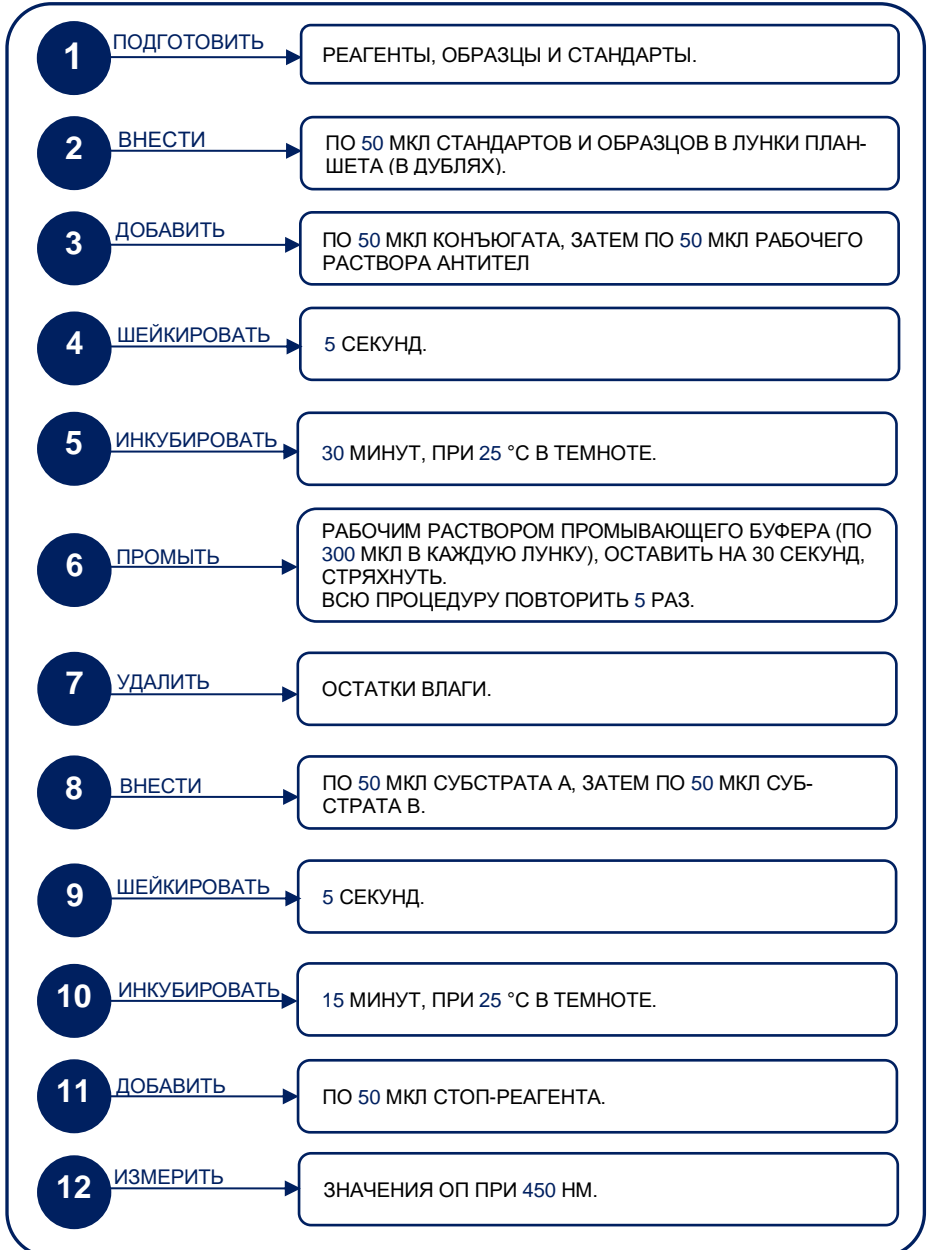 1
ПОДГОТОВИТЬ
РЕАГЕНТЫ, ОБРАЗЦЫ И СТАНДАРТЫ.
2
ВНЕСТИ
ПО 50 МКЛ СТАНДАРТОВ И ОБРАЗЦОВ В ЛУНКИ ПЛАН-
ШЕТА (В ДУБЛЯХ).
3
ДОБАВИТЬ
ПО 50 МКЛ КОНЪЮГАТА, ЗАТЕМ ПО 50 МКЛ РАБОЧЕГО
РАСТВОРА АНТИТЕЛ
4
ШЕЙКИРОВАТЬ
5 СЕКУНД.
5
ИНКУБИРОВАТЬ
30 МИНУТ, ПРИ 25 °С В ТЕМНОТЕ.
6
ПРОМЫТЬ
РАБОЧИМ РАСТВОРОМ ПРОМЫВАЮЩЕГО БУФЕРА (ПО
300 МКЛ В КАЖДУЮ ЛУНКУ), ОСТАВИТЬ НА 30 СЕКУНД,
СТРЯХНУТЬ.
ВСЮ ПРОЦЕДУРУ ПОВТОРИТЬ 5 РАЗ.
7
УДАЛИТЬ
ОСТАТКИ ВЛАГИ.
8
ВНЕСТИ
ПО 50 МКЛ СУБСТРАТА А, ЗАТЕМ ПО 50 МКЛ СУБ-
СТРАТА В.
9
ШЕЙКИРОВАТЬ
5 СЕКУНД.
10
ИНКУБИРОВАТЬ
15 МИНУТ, ПРИ 25 °С В ТЕМНОТЕ.
11
ДОБАВИТЬ
ПО 50 МКЛ СТОП-РЕАГЕНТА.
12
ИЗМЕРИТЬ
ЗНАЧЕНИЯ ОП ПРИ 450 НМ.